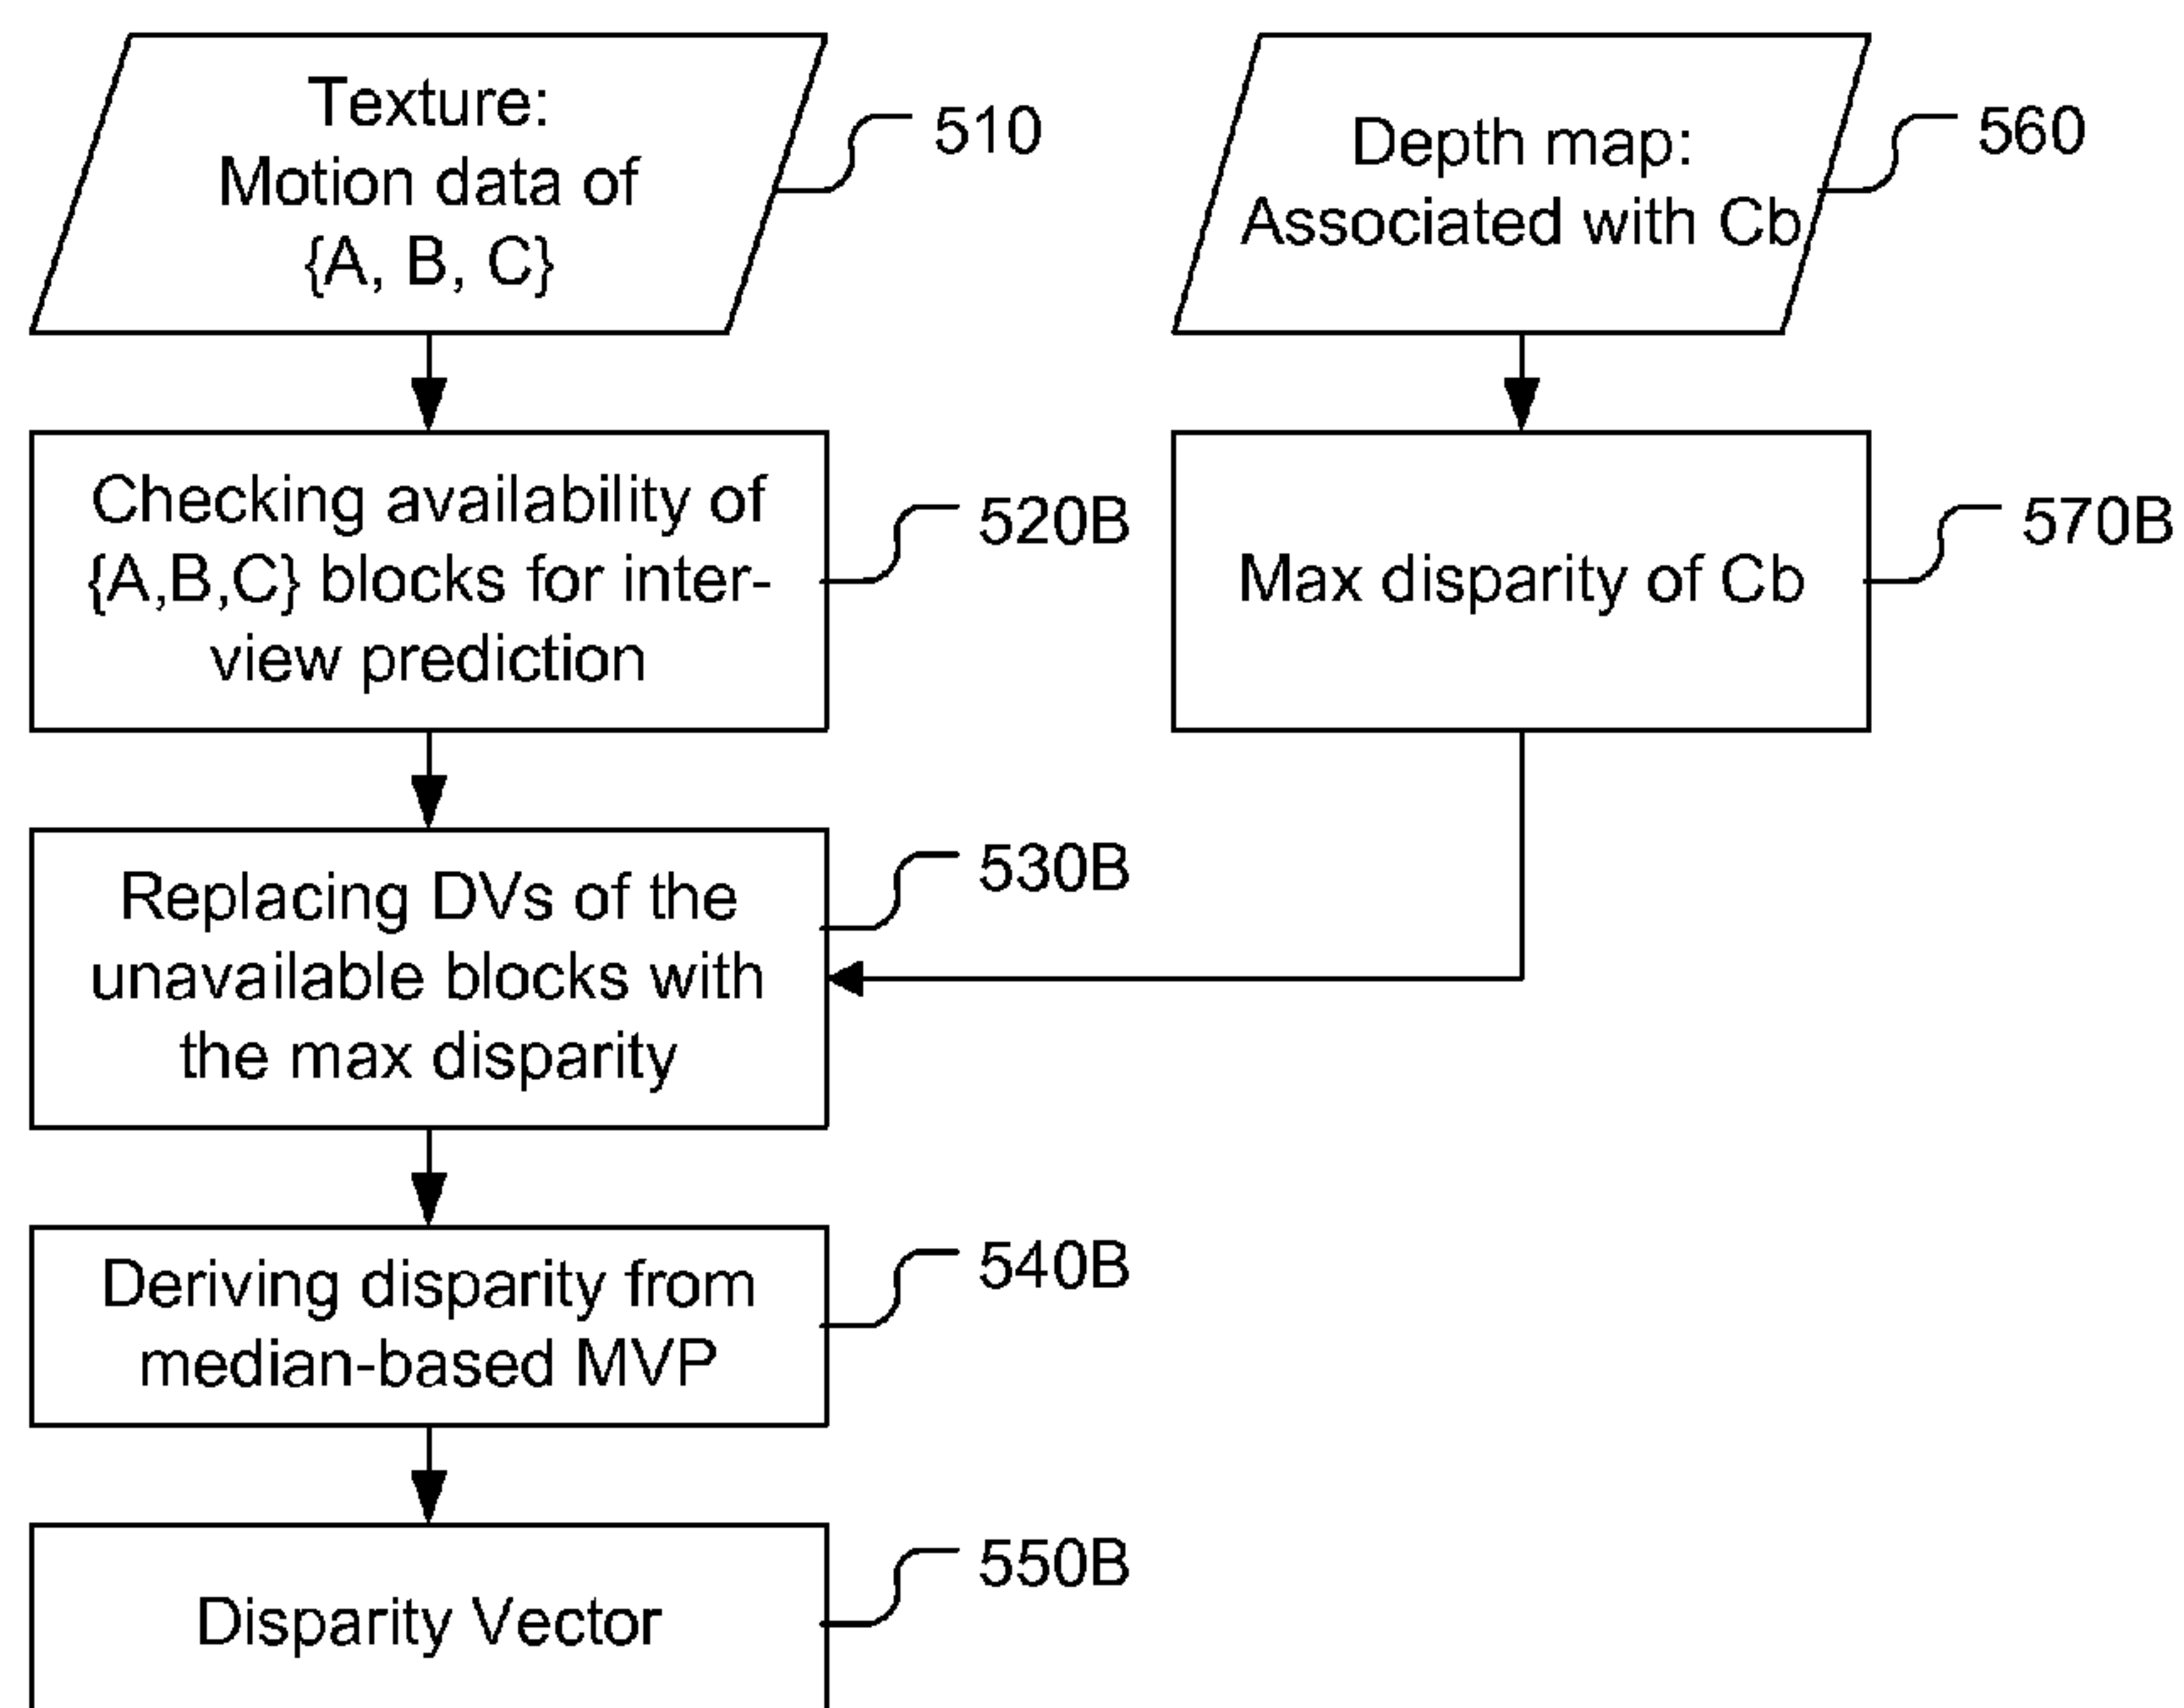 Texture:
Motion data of
{A, B, C}
510
Depth map:
Associated with Cb
560
Checking availability of
{A,B,C} blocks for inter-
view prediction
520B
Max disparity of Cb
570B
Replacing DVs of the
unavailable blocks with
the max disparity
530B
Deriving disparity from
median-based MVP
540B
Disparity Vector
550B